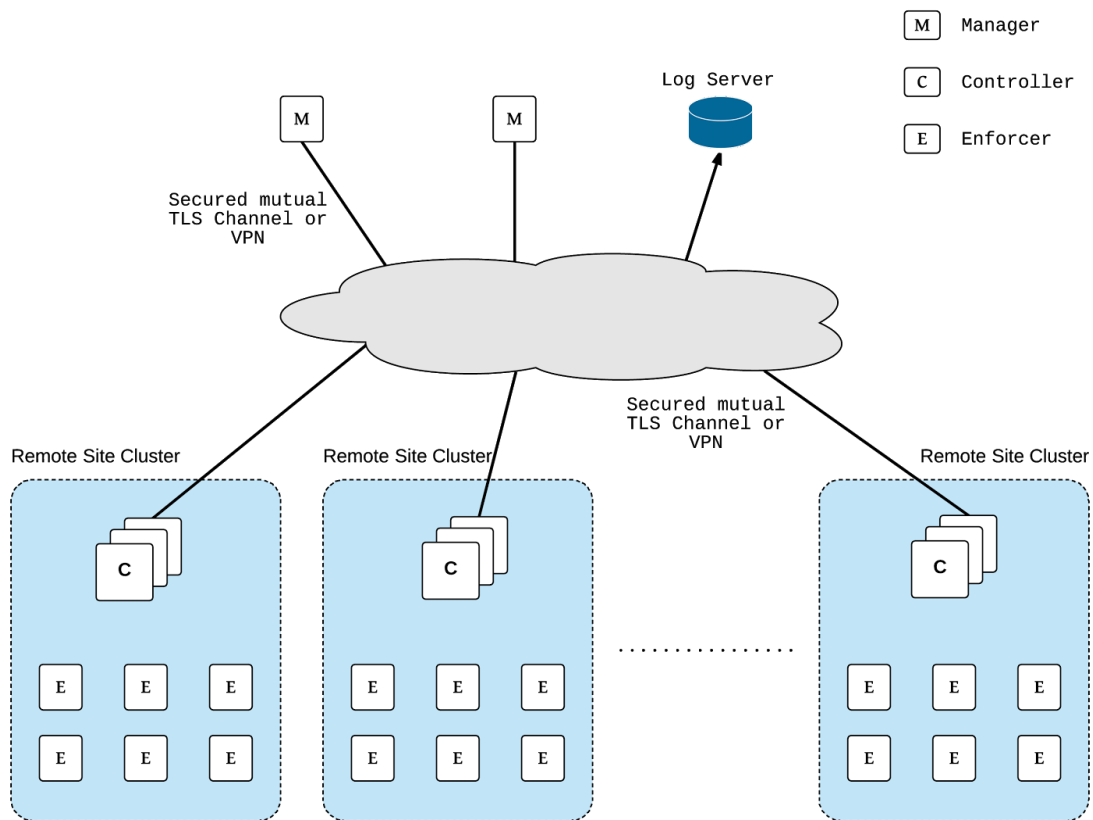 M Manager
C Controller
E Enforcer
Log Server
M M
Secured mutual
TLS Channel or
VPN
Secured mutual
TLS Channel or
VPN
Remote Site Cluster
Remote Site Cluster
Remote Site Cluster
C C C
E E E E E E E E E
E E E E E E E E E